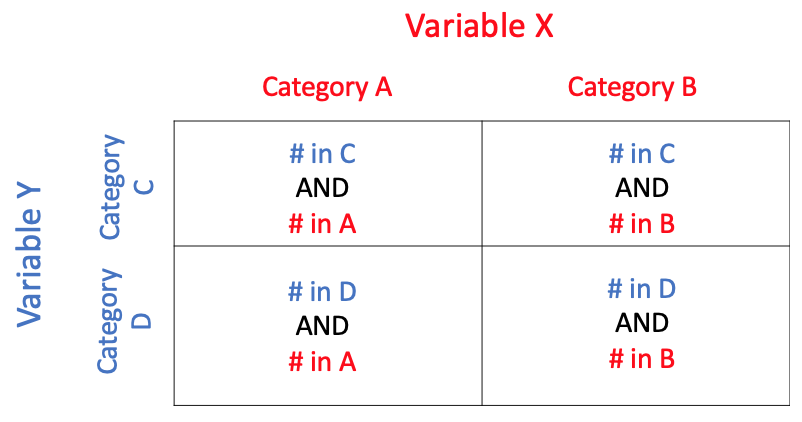 Variable X
Category A
Category B
Variable Y
Category
C
# in C
AND
# in A
# in C
AND
# in B
Category
D
# in D
AND
# in A
# in D
AND
# in B